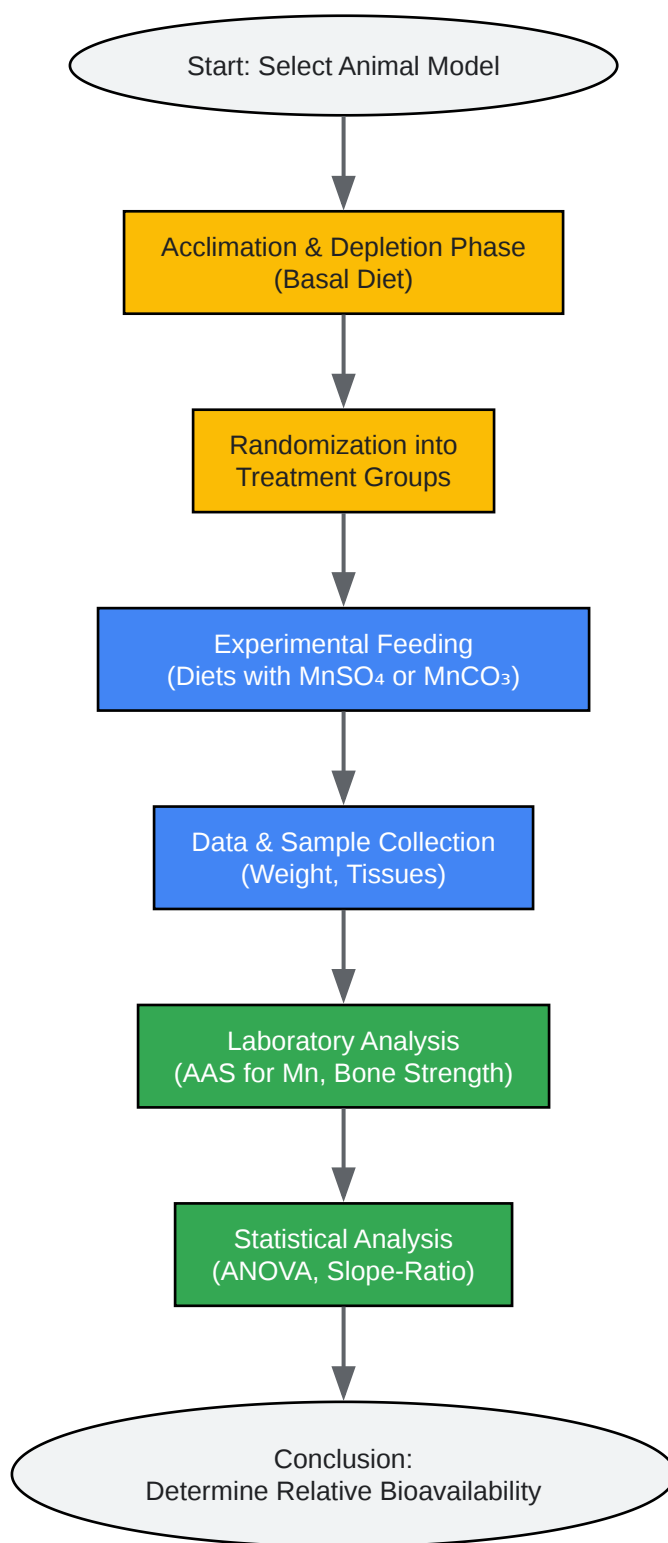 Start: Select Animal Model
Acclimation & Depletion Phase
(Basal Diet)
Randomization into
Treatment Groups
Experimental Feeding
(Diets with MnSO₄ or MnCO₃)
Data & Sample Collection
(Weight, Tissues)
Laboratory Analysis
(AAS for Mn, Bone Strength)
Statistical Analysis
(ANOVA, Slope-Ratio)
Conclusion:
Determine Relative Bioavailability